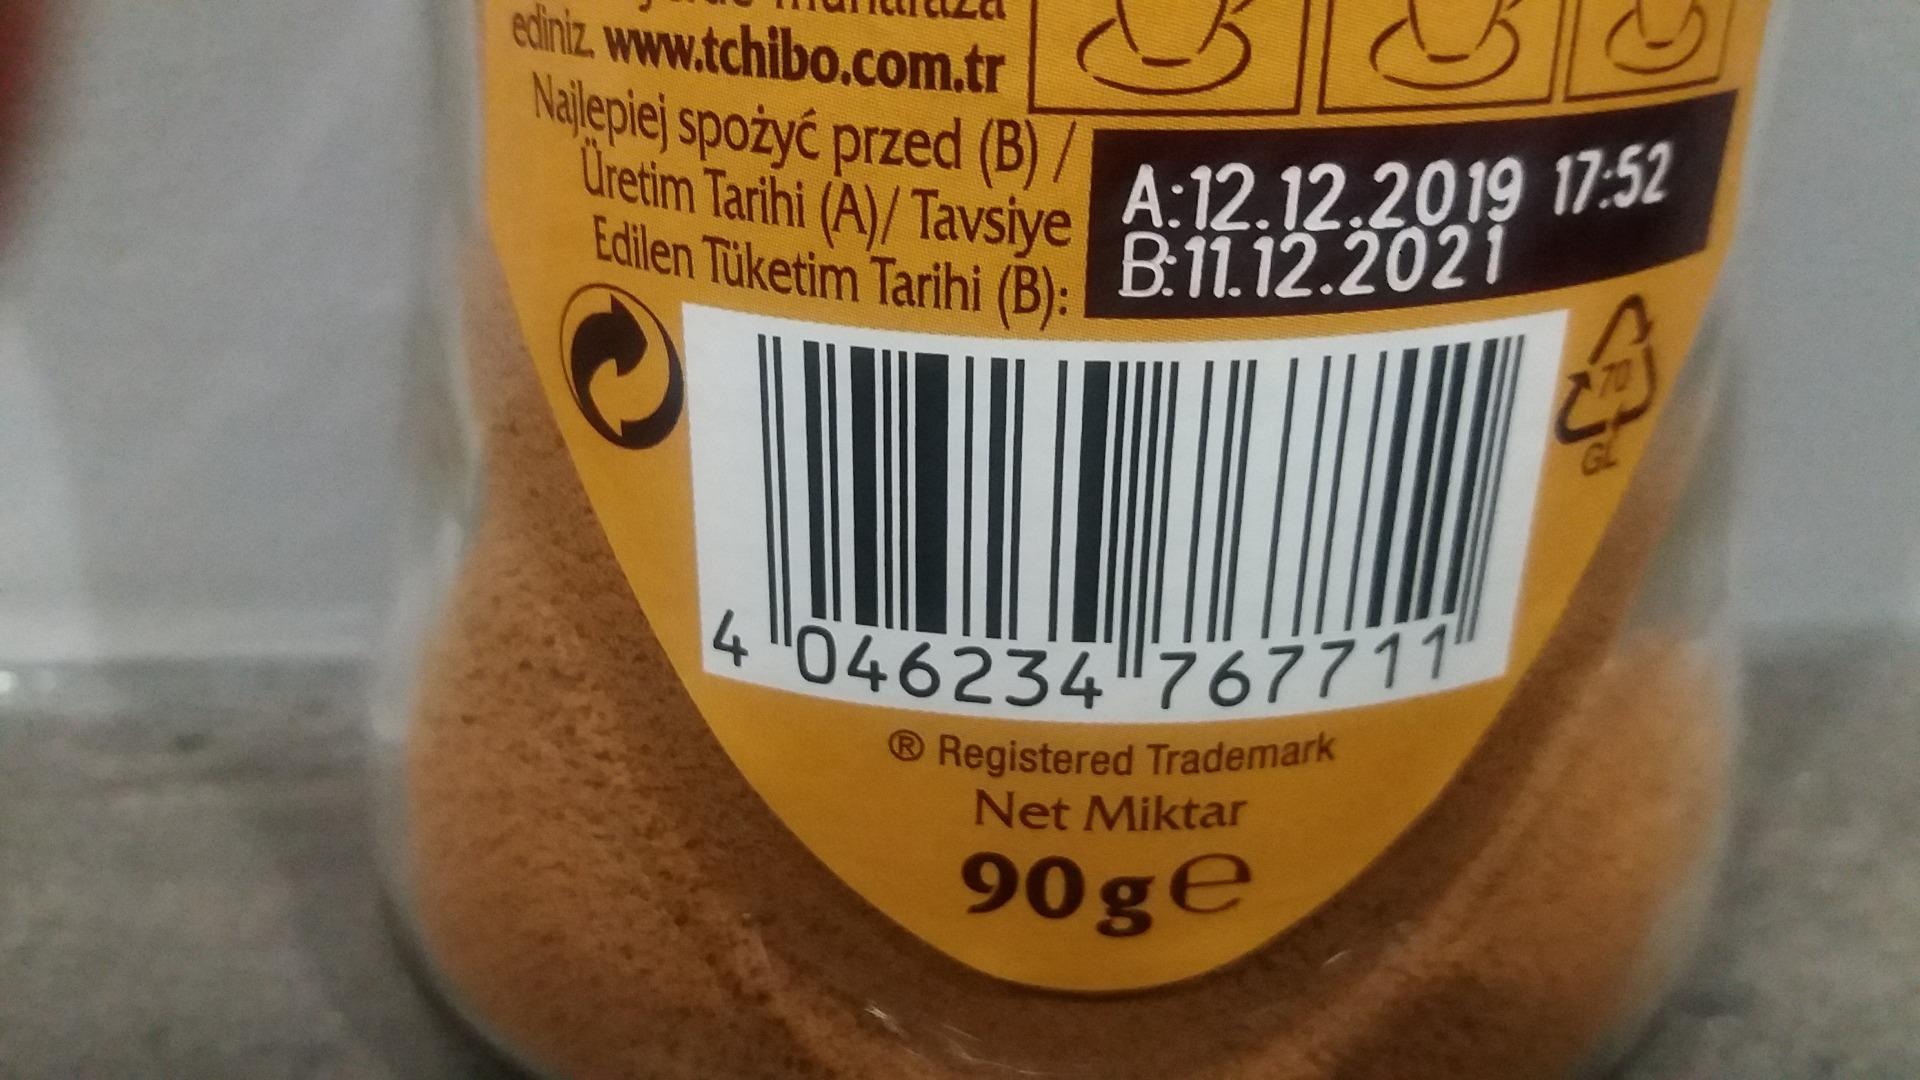 ediniz. www.tchibo.com.tr
Najlepiej spożyć przed (B) /
Üretim Tarihi (A)/ Tavsiye
Edilen Tüketim Tarihi (B):
A:12.12.2019 17:52
B:11.12.2021
70
GL
4 046234 767711
® Registered Trademark
Net Miktar
90g e